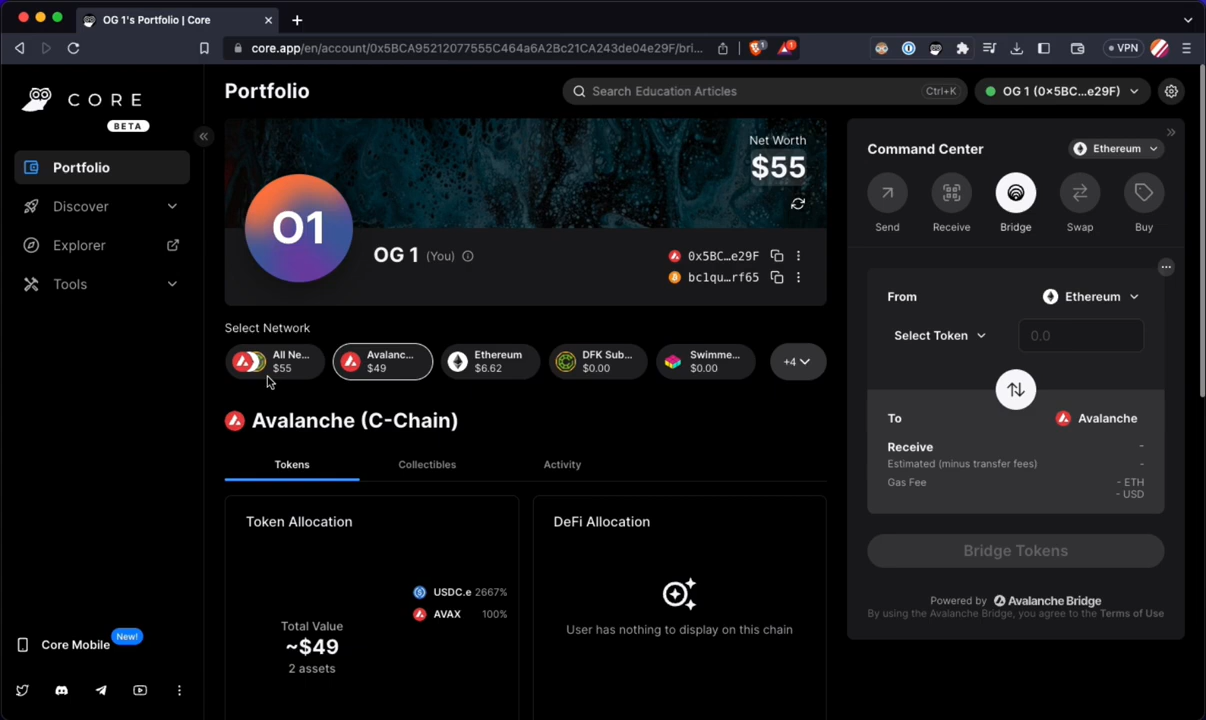 OG 1's Portfolio | Core
core.app/en/account/0x5BCA95212077555C464a6A2Bc21CA243de04e29F/bri...
1
1
VPN
CORE
BETA
Portfolio
Discover
Explorer
Tools
Core Mobile
New!
Portfolio
Search Education Articles
Ctrl+K
OG 1 (0x5BC...e29F)
Net Worth
$55
O1
OG 1 (You)
0x5BC...e29F
bc1qu...rf65
Select Network
All Ne...
$55
Avalanc...
$49
Ethereum
$6.62
DFK Sub...
$0.00
Swimme...
$0.00
+4
Avalanche (C-Chain)
Tokens
Collectibles
Activity
Token Allocation
USDC.e 2667%
AVAX 100%
Total Value
~$49
2 assets
DeFi Allocation
User has nothing to display on this chain
Command Center
Ethereum
Send
Receive
Bridge
Swap
Buy
From
Ethereum
Select Token
0.0
To
Avalanche
Receive
-
Estimated (minus transfer fees)
-
Gas Fee
- ETH
- USD
Bridge Tokens
Powered by Avalanche Bridge
By using the Avalanche Bridge, you agree to the Terms of Use